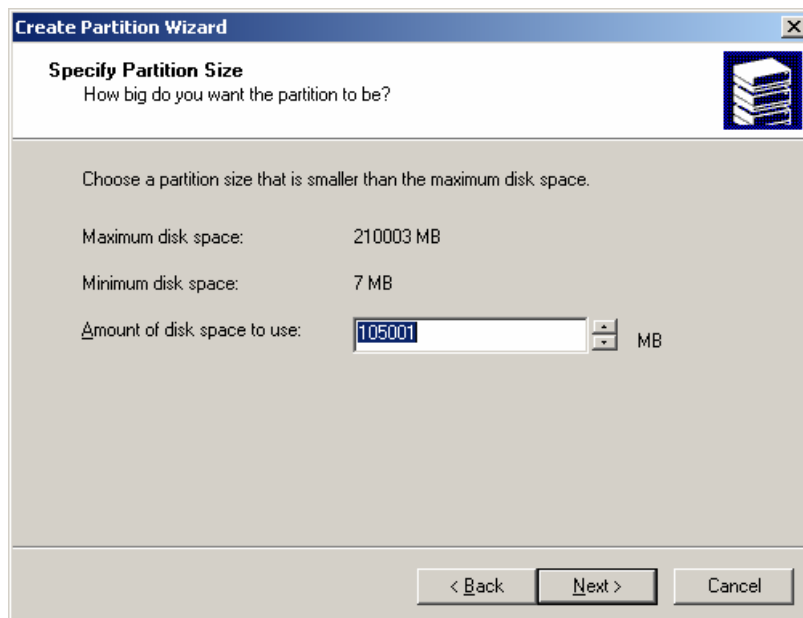 Create Partition Wizard
Specify Partition Size
How big do you want the partition to be?
Choose a partition size that is smaller than the maximum disk space.
Maximum disk space: 210003 MB
Minimum disk space: 7 MB
Amount of disk space to use: 105001 MB
< Back Next > Cancel